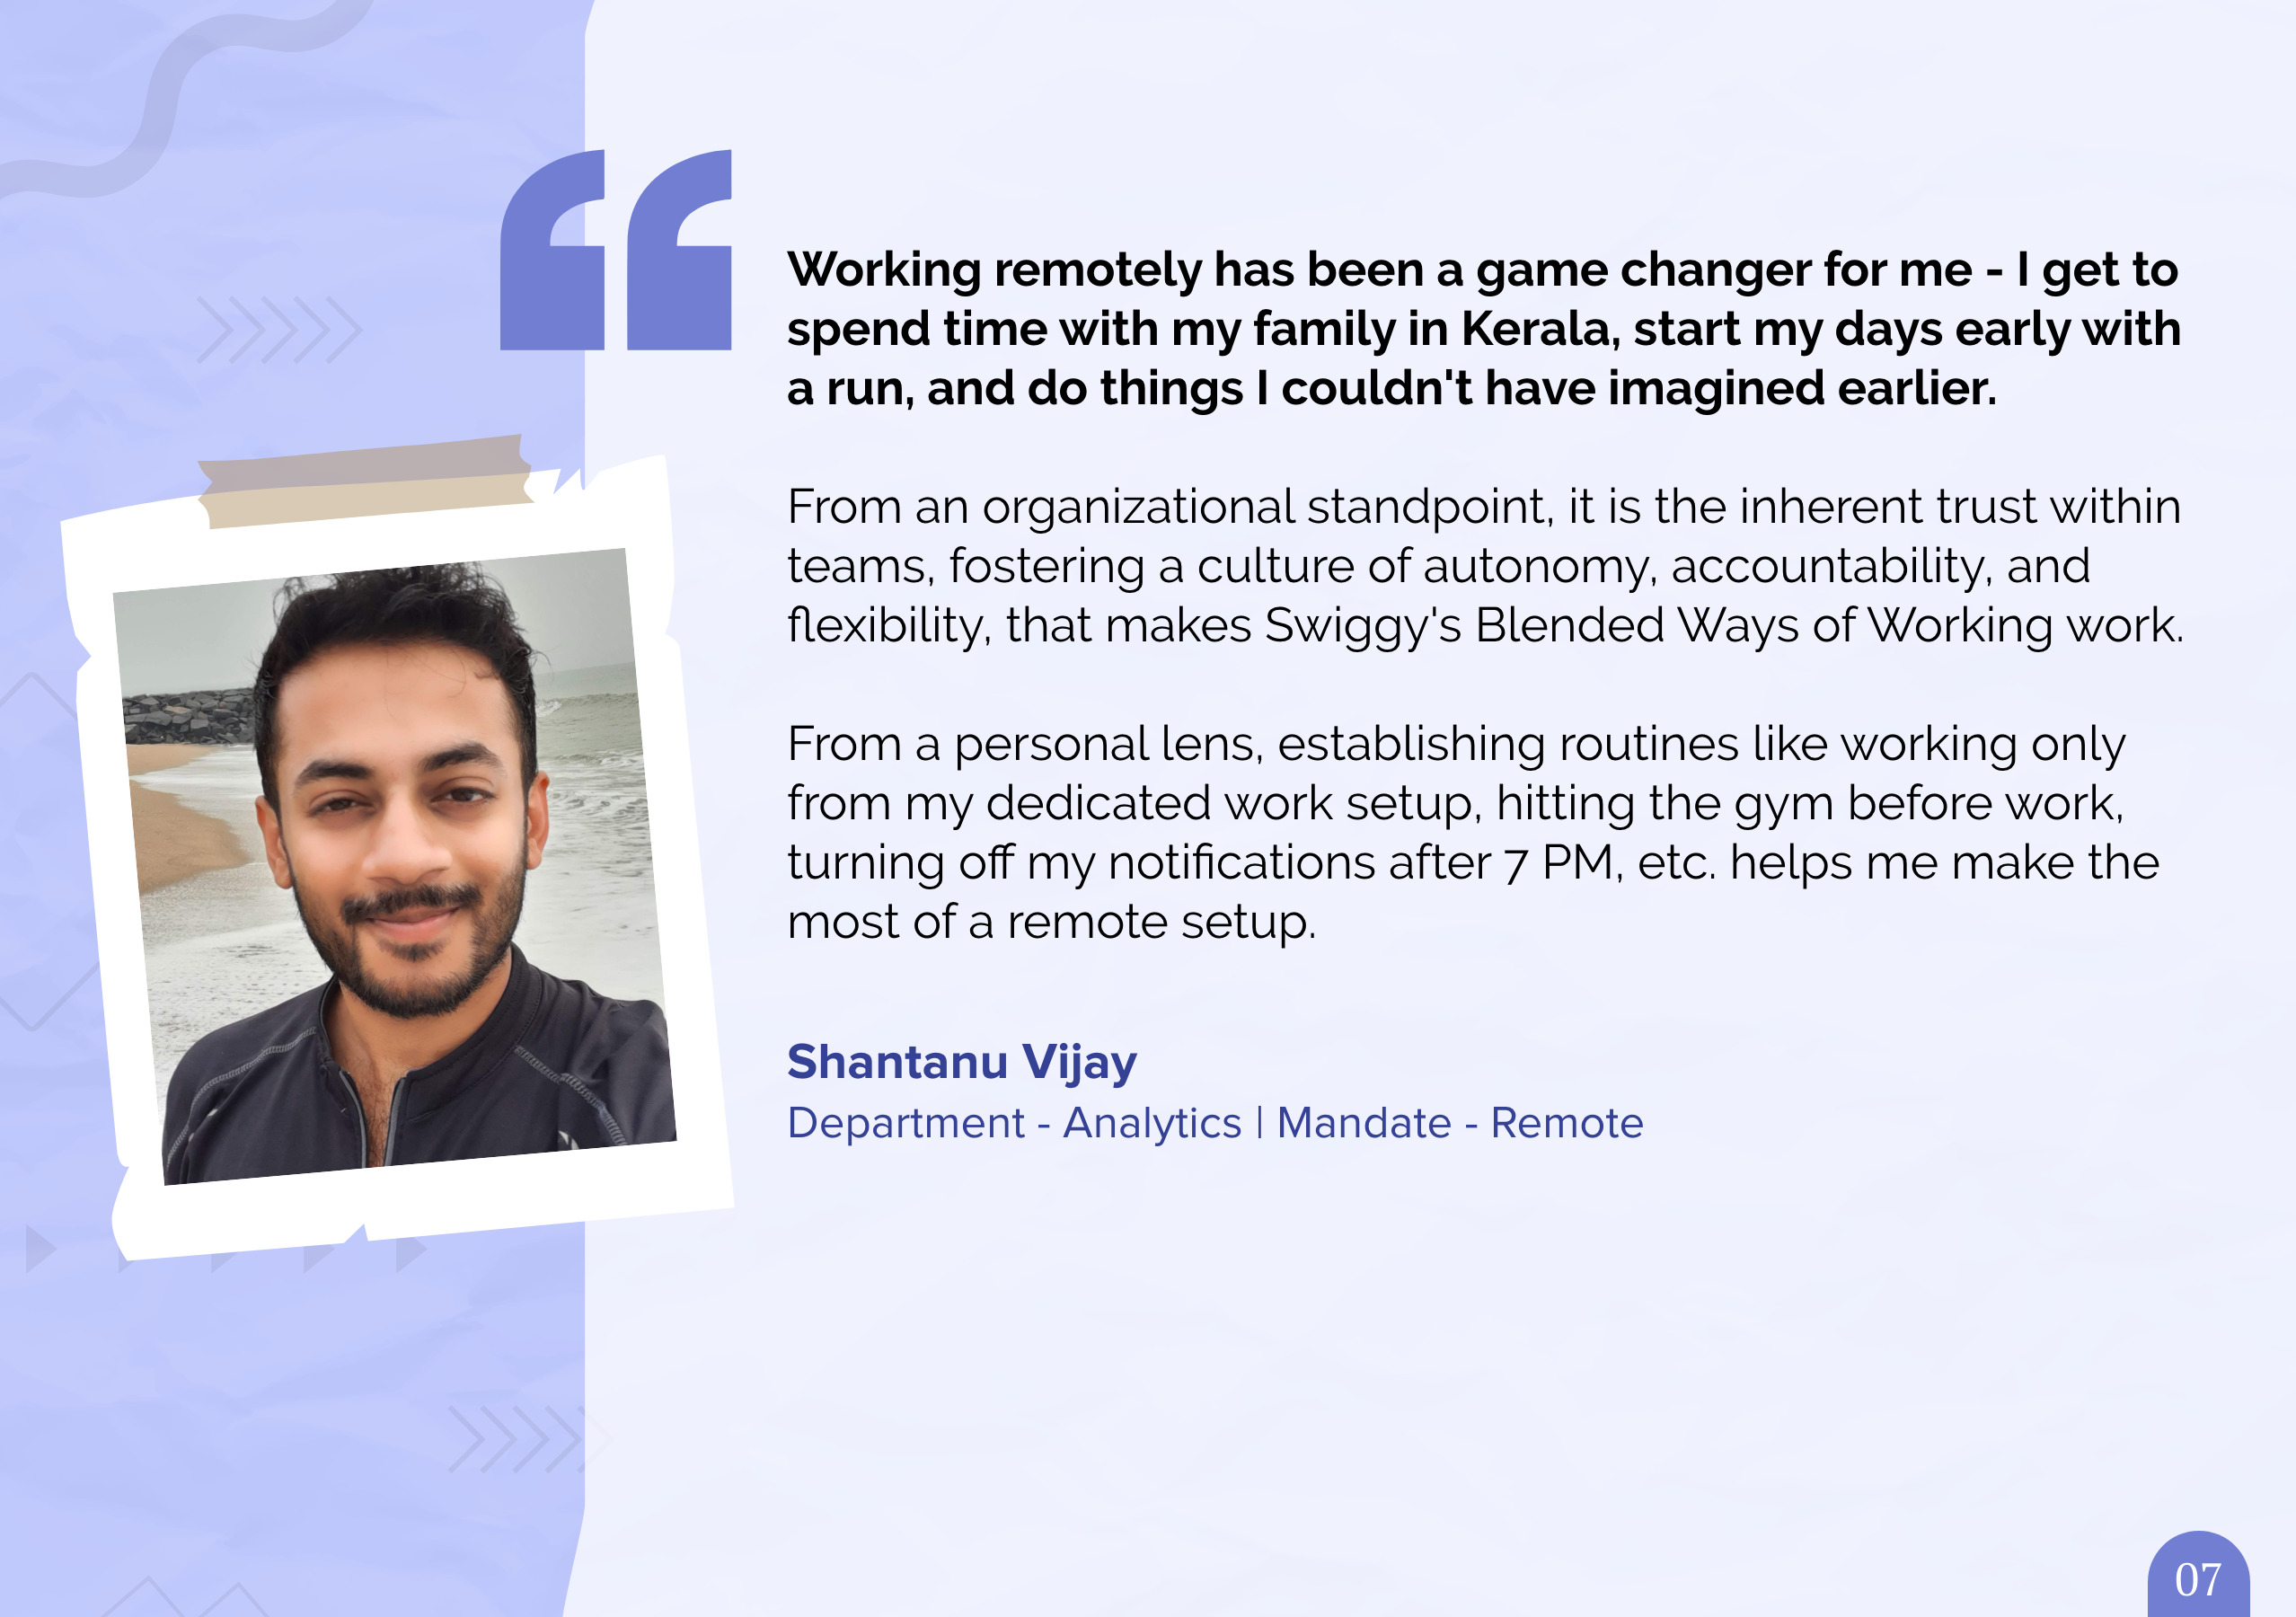 Working remotely has been a game changer for me - I get to
spend time with my family in Kerala, start my days early with
a run, and do things I couldn't have imagined earlier.
From an organizational standpoint, it is the inherent trust within
teams, fostering a culture of autonomy, accountability, and
flexibility, that makes Swiggy's Blended Ways of Working work.
From a personal lens, establishing routines like working only
from my dedicated work setup, hitting the gym before work,
turning off my notifications after 7 PM, etc. helps me make the
most of a remote setup.
Shantanu Vijay
Department - Analytics | Mandate - Remote
07